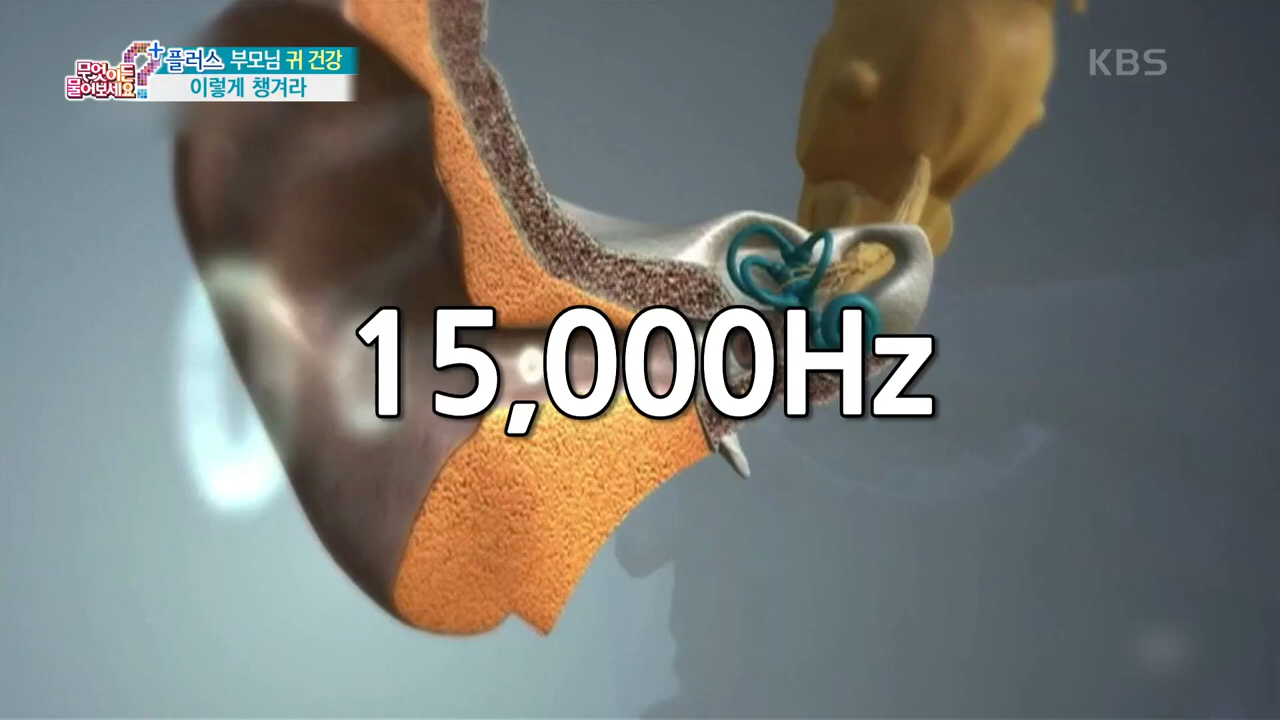 무엇이든
물어보세요
플러스 부모님 귀 건강
이렇게 챙겨라
KBS
15,000Hz